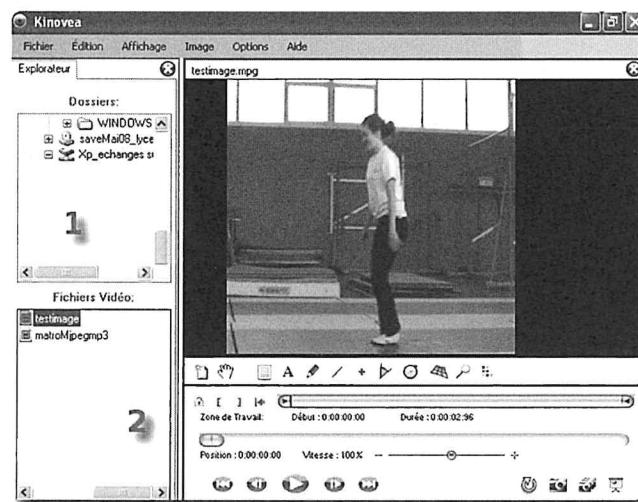 Kinovea
Fichier Édition Affichage Image Options Aide
Explorateur
testimage.mpg
Dossiers:
WINDOWS
saveMai08_lyce
Xp_echanges su
1
Fichiers Vidéo:
testimage
matroMjpegmp3
2
A
Zone de Travail: Début : 0:00:00:00 Durée : 0:00:02:96
Position : 0:00:00:00 Vitesse : 100%